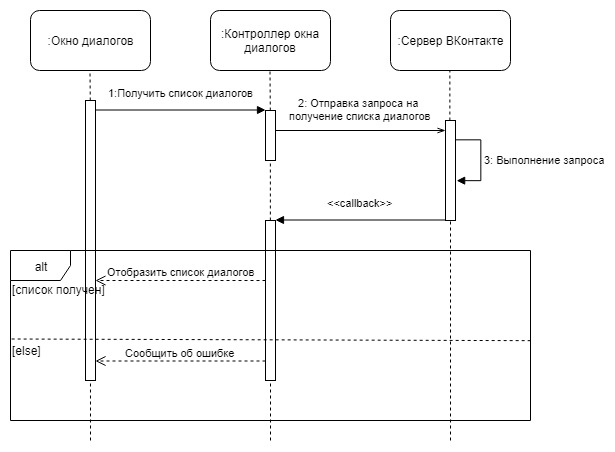 :Окно диалогов
:Контроллер окна
диалогов
:Сервер ВКонтакте
1:Получить список диалогов
2: Отправка запроса на
получение списка диалогов
3: Выполнение запроса
<<callback>>
alt
Отобразить список диалогов
[список получен]
[else]
Сообщить об ошибке